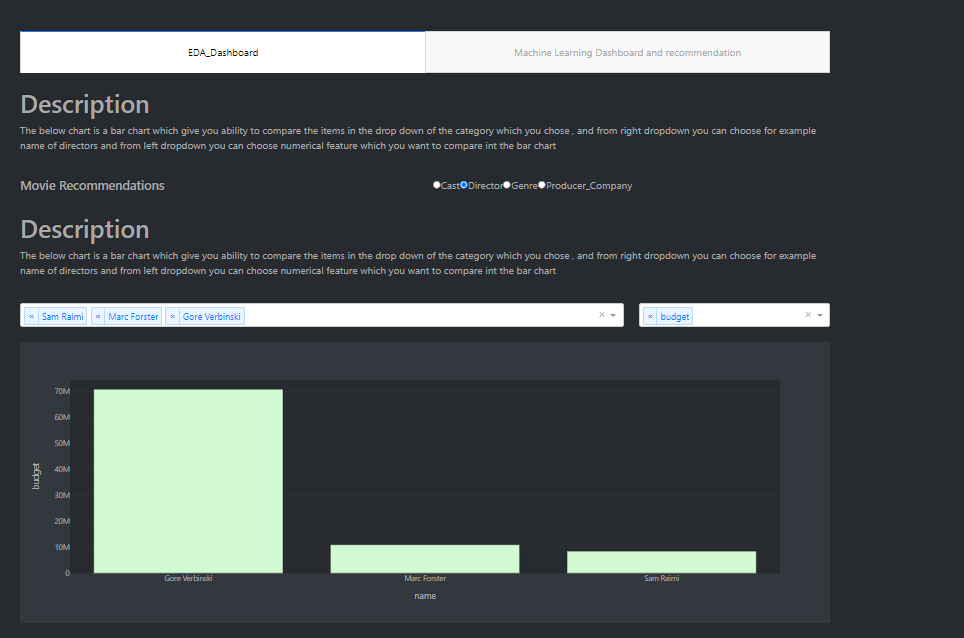 EDA_Dashboard
Machine Learning Dashboard and recommendation
Description
The below chart is a bar chart which give you ability to compare the items in the drop down of the category which you chose , and from right dropdown you can choose for example
name of directors and from left dropdown you can choose numerical feature which you want to compare int the bar chart
Movie Recommendations
Cast Director Genre Producer_Company
Description
The below chart is a bar chart which give you ability to compare the items in the drop down of the category which you chose , and from right dropdown you can choose for example
name of directors and from left dropdown you can choose numerical feature which you want to compare int the bar chart
× Sam Raimi × Marc Forster × Gore Verbinski ×
× budget ×
70M
60M
50M
40M
30M
20M
10M
0
budget
Gore Verbinski
Marc Forster
Sam Raimi
name